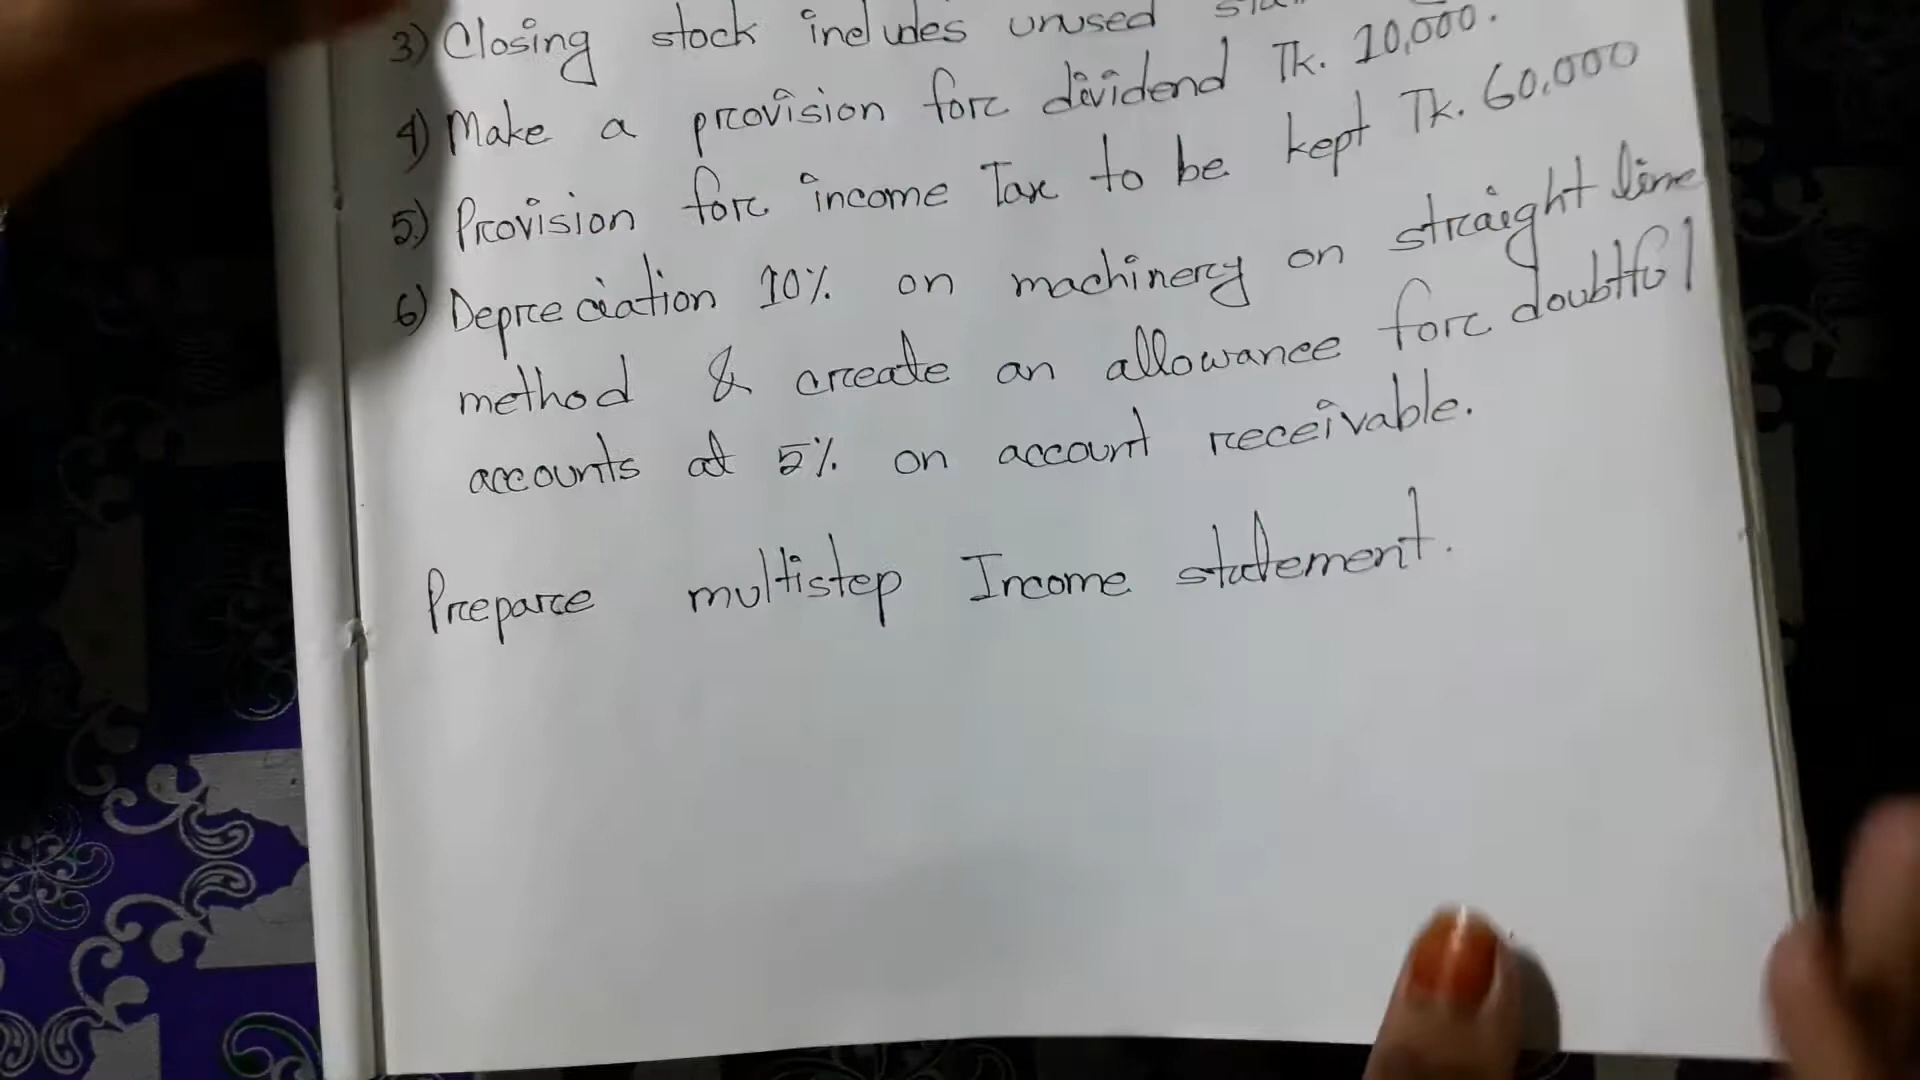 3) Closing stock includes unused
4) Make a provision for dividend Tk. 10,000.
5) Provision for income Tax to be kept Tk. 60,000
6) Depreciation 10% on machinery on straight line
method & create an allowance for doubtful
accounts at 5% on account receivable.
Prepare multistep Income statement.